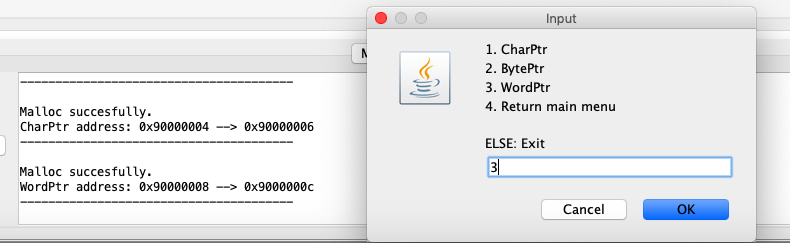 Input
1. CharPtr
2. BytePtr
3. WordPtr
4. Return main menu
ELSE: Exit
3
Cancel
OK
M
----------------------------------------
Malloc succesfully.
CharPtr address: 0x90000004 --> 0x90000006
----------------------------------------
Malloc succesfully.
WordPtr address: 0x90000008 --> 0x9000000c
----------------------------------------